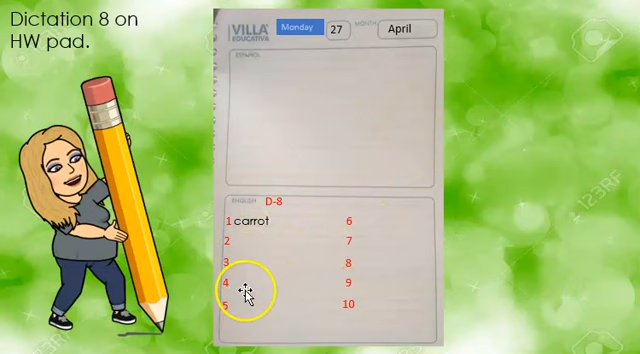 Dictation 8 on
HW pad.
VILLA
EDUCATIVA
Monday
27
MONTH
April
ESPAÑOL
ENGLISH
D-8
1 carrot
2
3
4
5
6
7
8
9
10
123RF
123RF